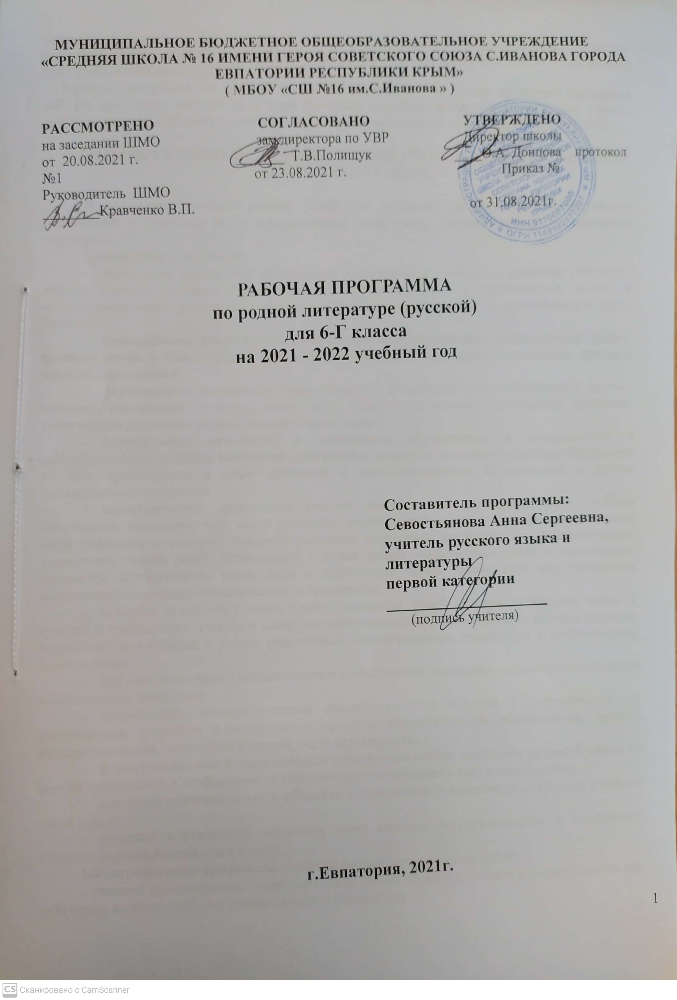 МУНИЦИПАЛЬНОЕ БЮДЖЕТНОЕ ОБЩЕОБРАЗОВАТЕЛЬНОЕ УЧРЕЖДЕНИЕ
«СРЕДНЯЯ ШКОЛА № 16 ИМЕНИ ГЕРОЯ СОВЕТСКОГО СОЮЗА С.ИВАНОВА ГОРОДА
ЕВПАТОРИИ РЕСПУБЛИКИ КРЫМ»
( МБОУ «СШ №16 им.С.Иванова » )
РАССМОТРЕНО
на заседании ШМО
от 20.08.2021 г.
№1
Руководитель ШМО
Кравченко В.П.
СОГЛАСОВАНО
зам.директора по УВР
Т.В.Полищук
от 23.08.2021 г.
УТВЕРЖДЕНО
Директор школы
О.А. Донцова протокол
Приказ №
от 31.08.2021г.
РАБОЧАЯ ПРОГРАММА
по родной литературе (русской)
для 6-Г класса
на 2021 - 2022 учебный год
Составитель программы:
Севостьянова Анна Сергеевна,
учитель русского языка и
литературы
первой категории
(подпись учителя)
г.Евпатория, 2021г.
1
CS Сканировано с CamScanner